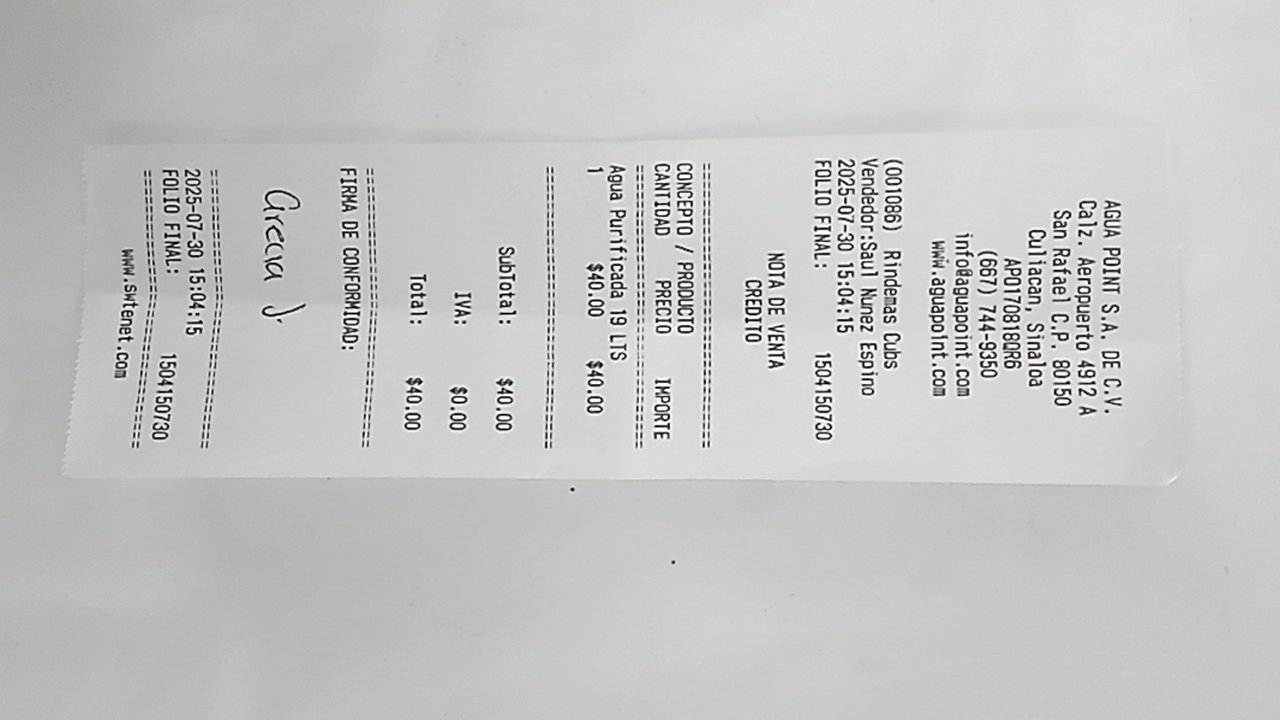 AGUA POINT S.A. DE C.V.
Calz. Aeropuerto 4912 A
San Rafael C.P. 80150
Culiacan, Sinaloa
APO170818QR6
(667) 744-9350
info@aguapoint.com
www.aguapoint.com
(001086) Rindemas Cubs
Vendedor:Saul Nunez Espino
2025-07-30 15:04:15
FOLIO FINAL: 1504150730
NOTA DE VENTA
CREDITO
CONCEPTO / PRODUCTO
CANTIDAD PRECIO IMPORTE
Agua Purificada 19 LTS
1 $40.00 $40.00
SubTotal: $40.00
IVA: $0.00
Total: $40.00
FIRMA DE CONFORMIDAD:
Grecia J.
2025-07-30 15:04:15
FOLIO FINAL: 1504150730
www.swtenet.com